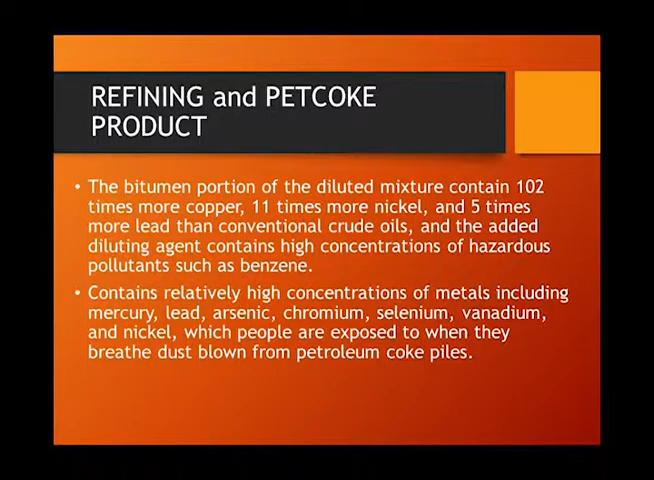 REFINING and PETCOKE
PRODUCT
• The bitumen portion of the diluted mixture contain 102
times more copper, 11 times more nickel, and 5 times
more lead than conventional crude oils, and the added
diluting agent contains high concentrations of hazardous
pollutants such as benzene.
• Contains relatively high concentrations of metals including
mercury, lead, arsenic, chromium, selenium, vanadium,
and nickel, which people are exposed to when they
breathe dust blown from petroleum coke piles.